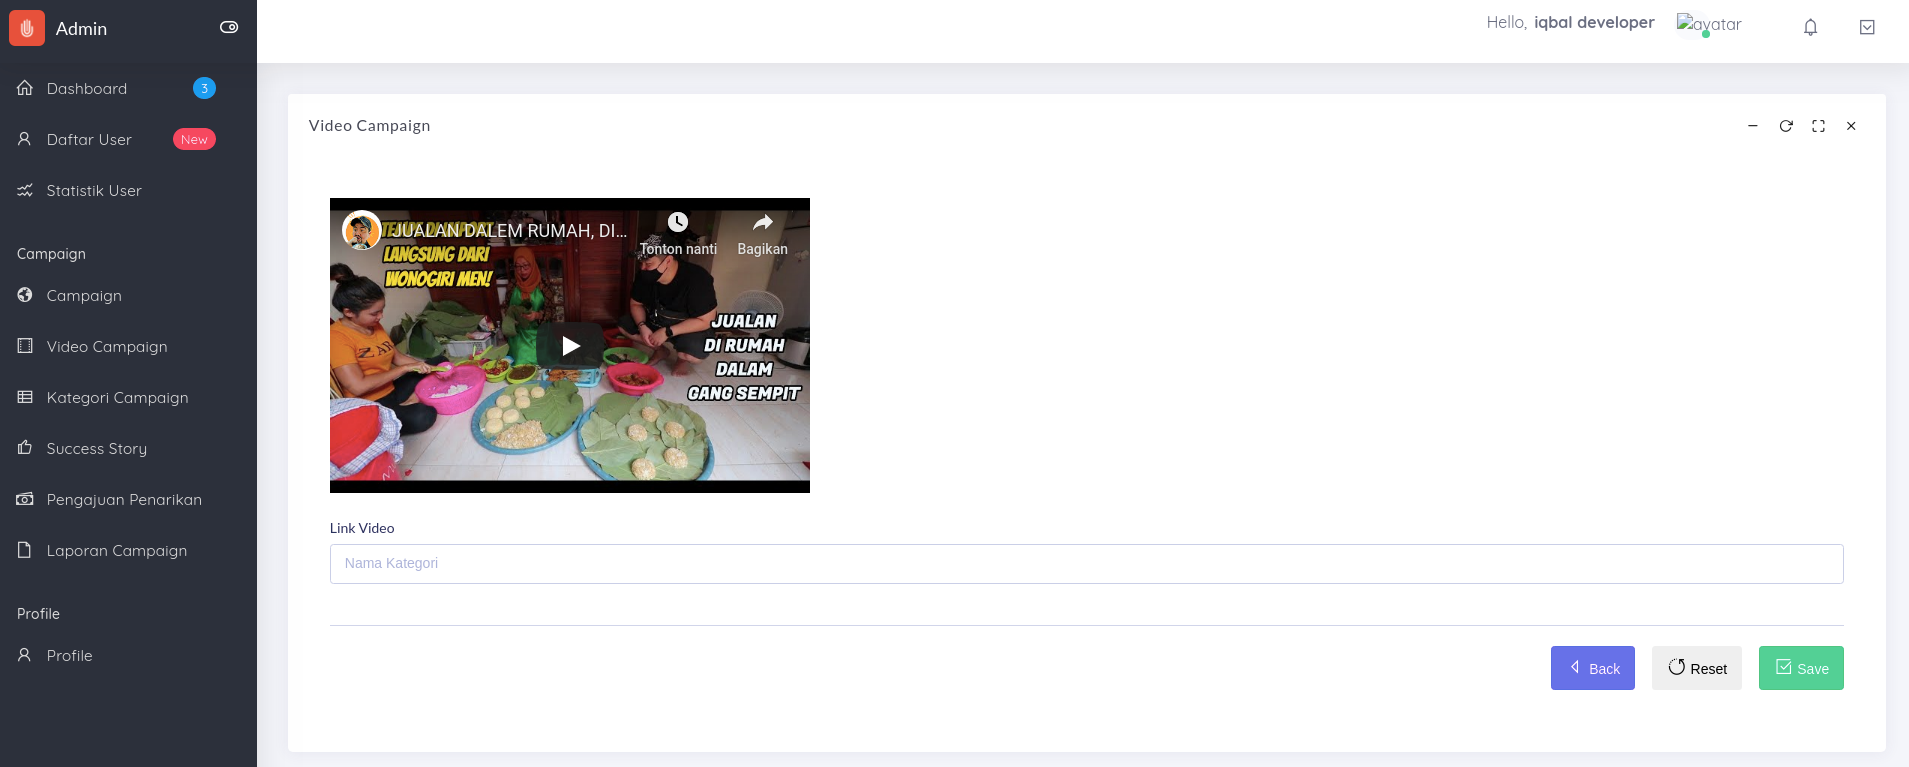 Admin
Hello, iqbal developer
avatar
Dashboard 3
Daftar User New
Statistik User
Campaign
Campaign
Video Campaign
Kategori Campaign
Success Story
Pengajuan Penarikan
Laporan Campaign
Profile
Profile
Video Campaign
JUALAN DALEM RUMAH, DI...
Tonton nanti
Bagikan
LANGSUNG DARI
WONOGIRI MEN!
JUALAN
DI RUMAH
DALAM
GANG SEMPIT
Link Video
Nama Kategori
Back
Reset
Save